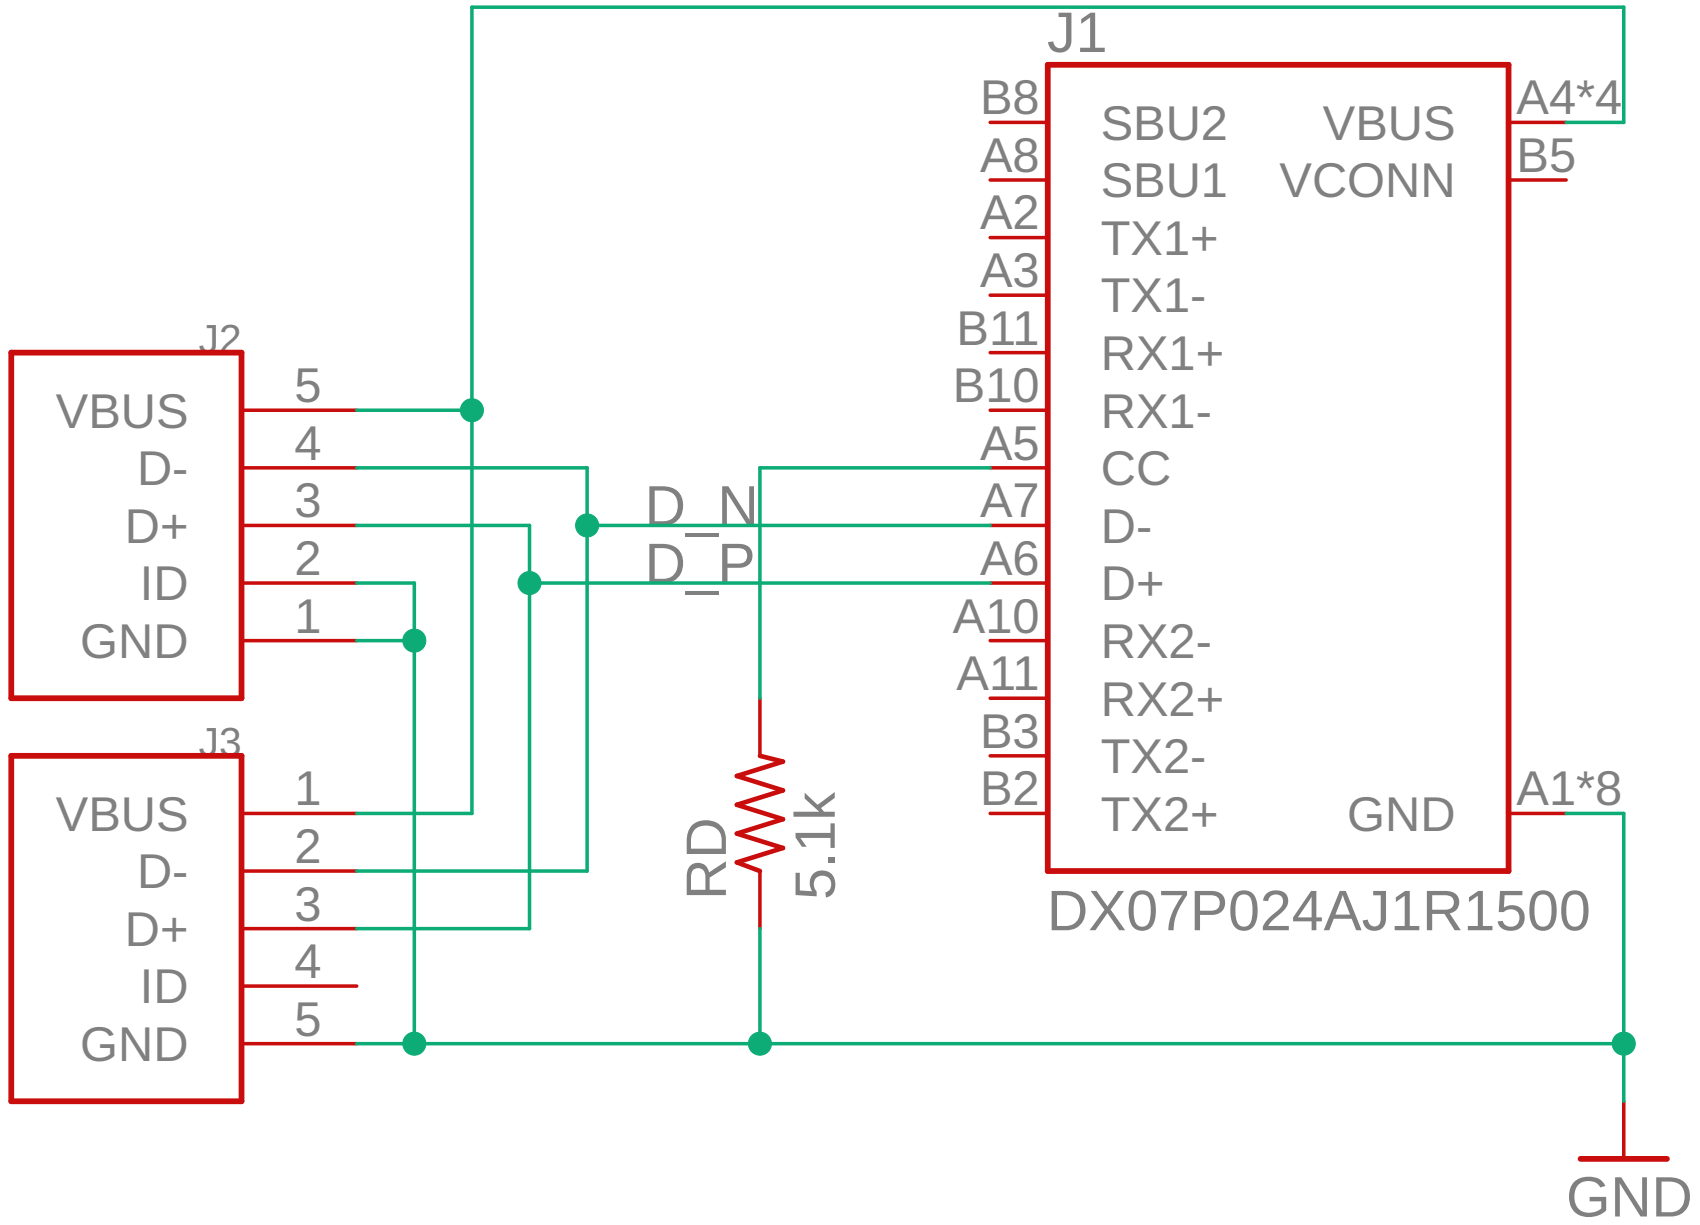 J1
B8 SBU2 VBUS A4*4
A8 SBU1 VCONN B5
A2 TX1+
A3 TX1-
B11 RX1+
B10 RX1-
A5 CC
A7 D-
A6 D+
A10 RX2-
A11 RX2+
B3 TX2-
B2 TX2+ GND A1*8
DX07P024AJ1R1500
J2
VBUS 5
D- 4
D+ 3
ID 2
GND 1
D_N
D_P
J3
VBUS 1
D- 2
D+ 3
ID 4
GND 5
RD
5.1k
GND